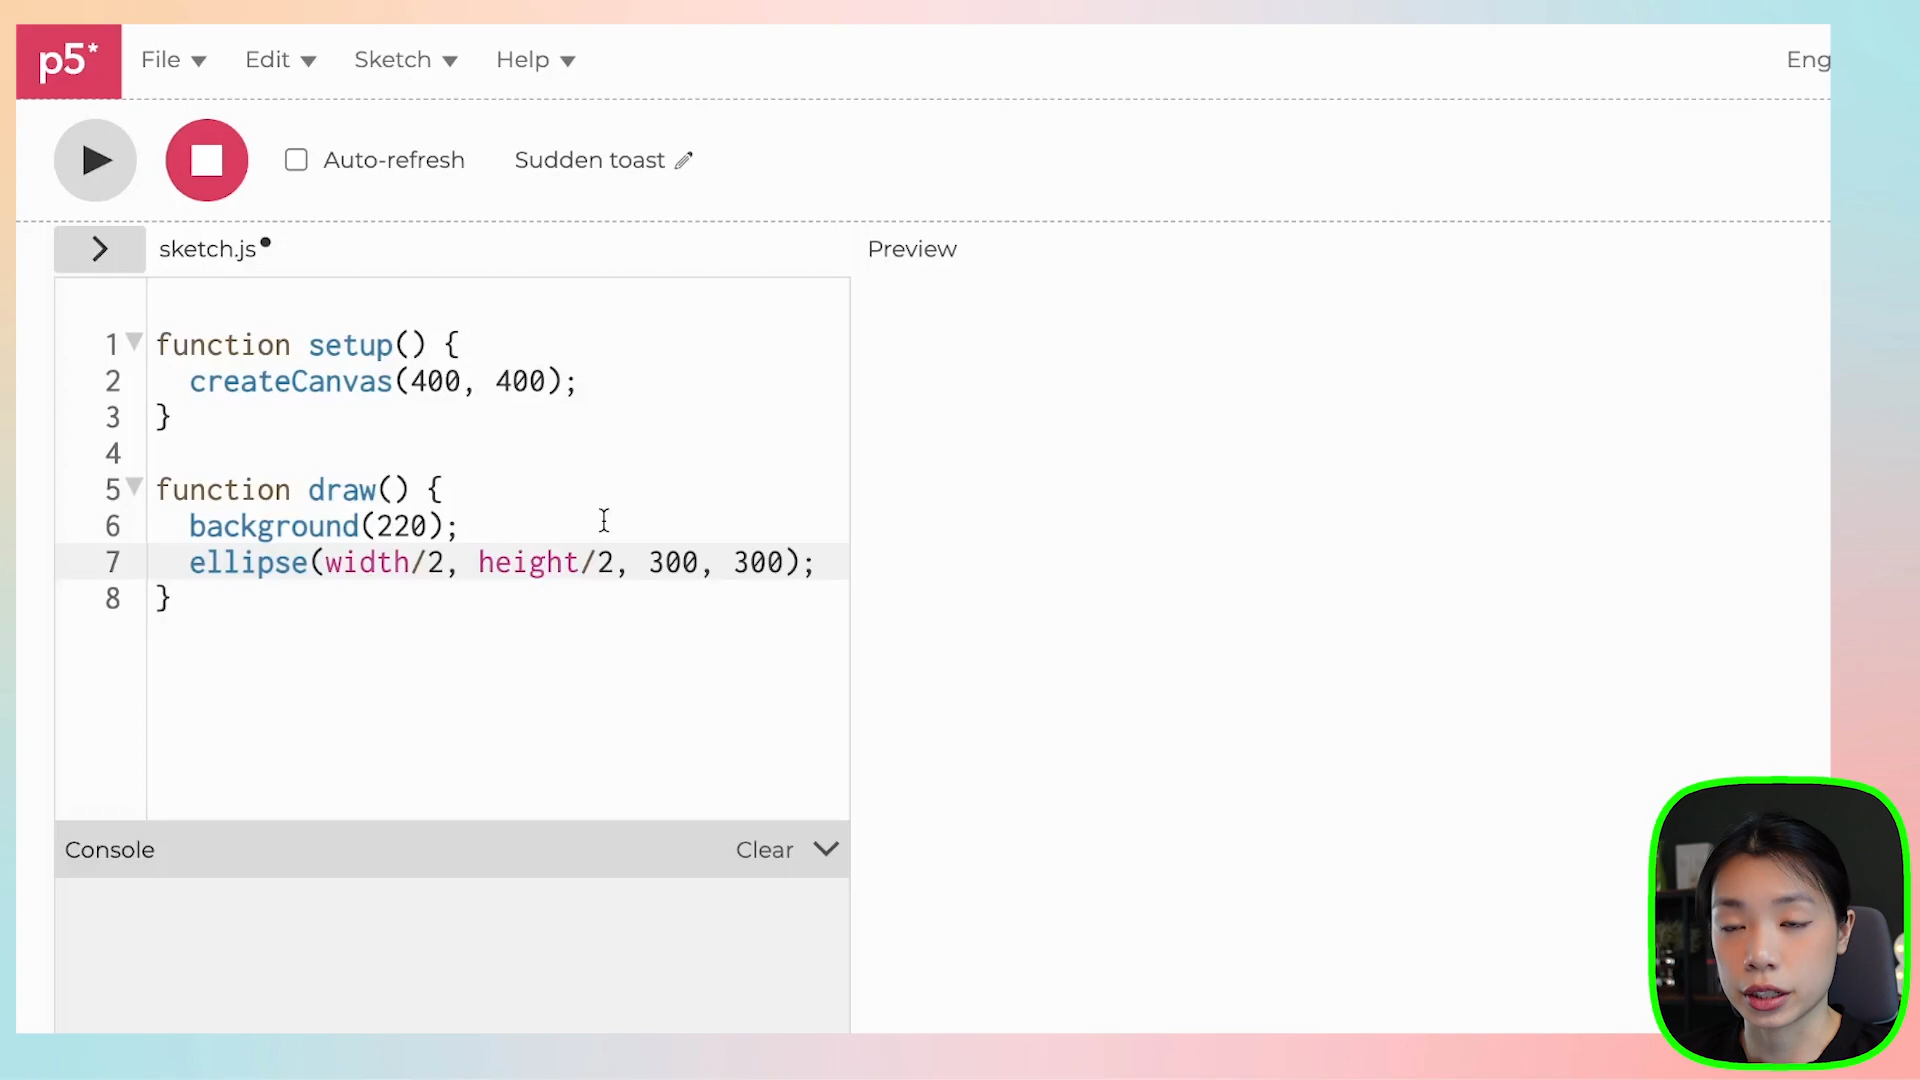 p5* File Edit Sketch Help Eng
Auto-refresh Sudden toast
sketch.js Preview
1 function setup() {
2 createCanvas(400, 400);
3 }
4
5 function draw() {
6 background(220);
7 ellipse(width/2, height/2, 300, 300);
8 }
Console Clear